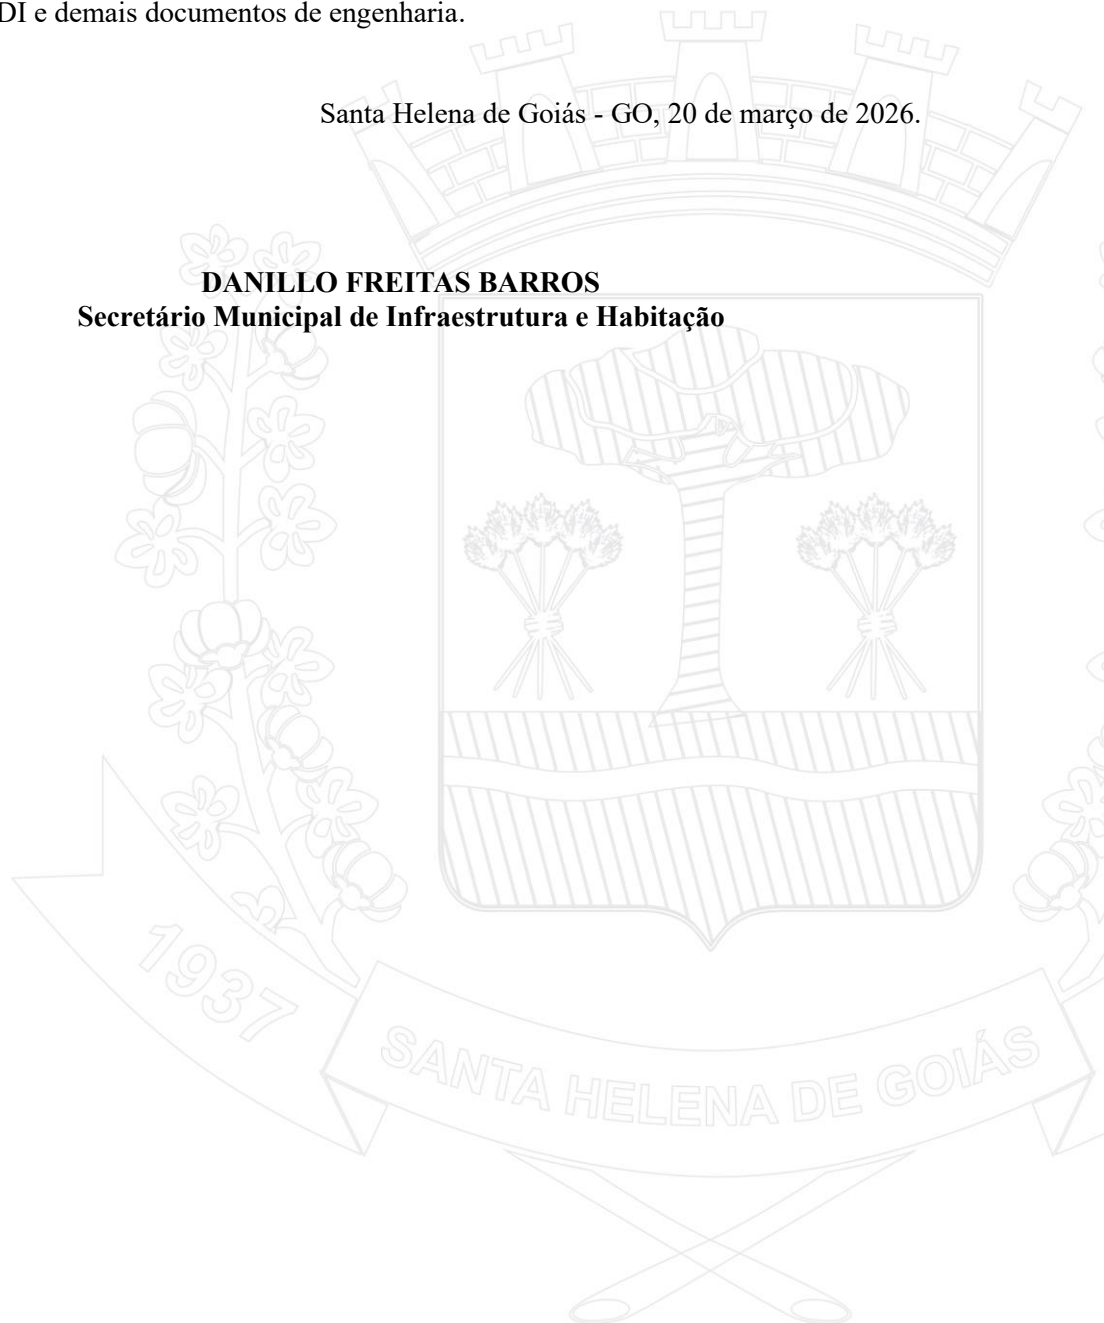 DI e demais documentos de engenharia.
Santa Helena de Goiás - GO, 20 de março de 2026.
DANILLO FREITAS BARROS
Secretário Municipal de Infraestrutura e Habitação
1937
SANTA HELENA DE GOIÁS